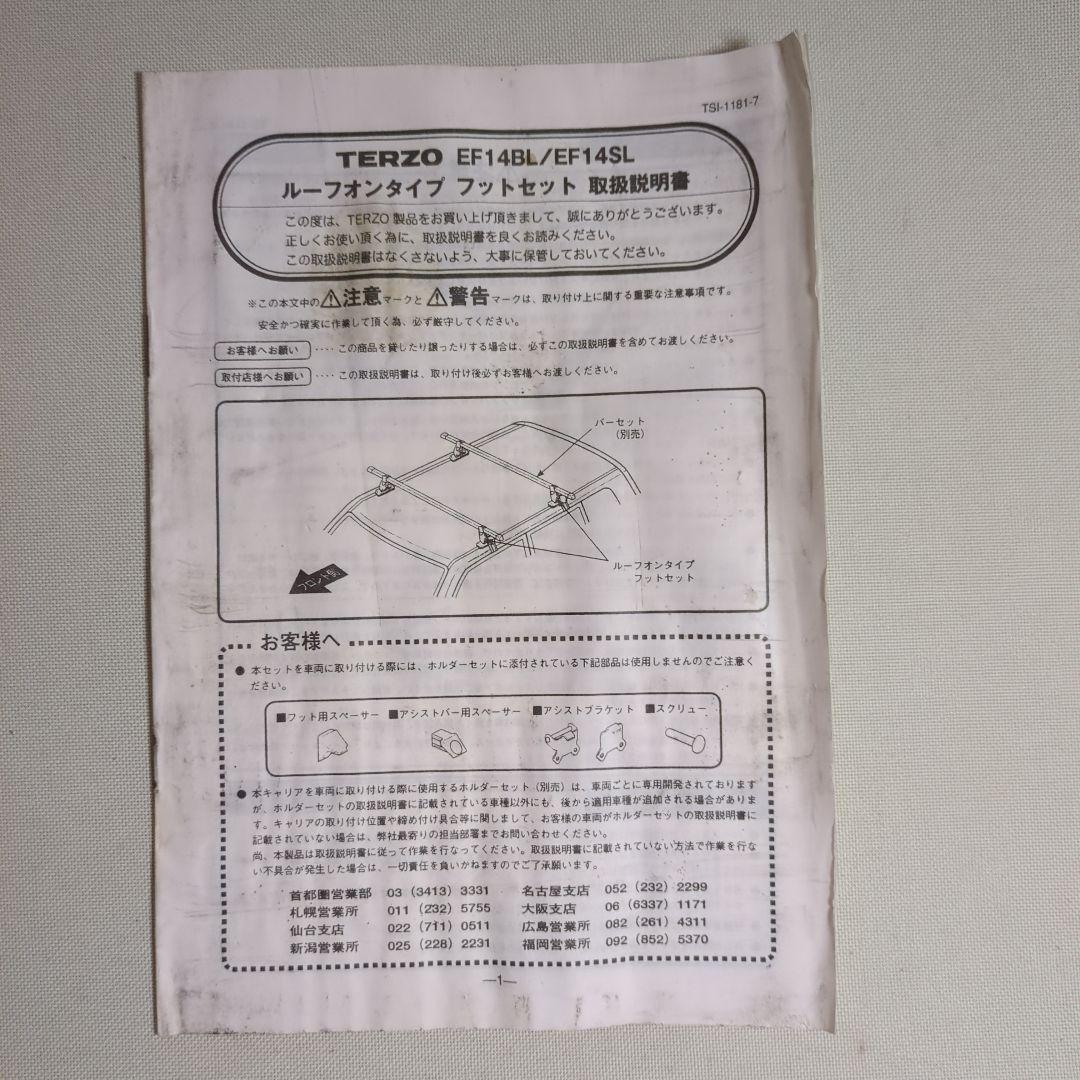 TSI-1181-7
TERZO EF14BL/EF14SL
ルーフオンタイプ フットセット 取扱説明書
この度は、TERZO 製品をお買い上げ頂きまして、誠にありがとうございます。
正しくお使い頂く為に、取扱説明書を良くお読みください。
この取扱説明書はなくさないよう、大事に保管しておいてください。
※この本文中の⚠注意マークと⚠警告マークは、取り付け上に関する重要な注意事項です。
安全かつ確実に作業して頂く為、必ず厳守してください。
お客様へお願い ‥‥ この商品を貸したり譲ったりする場合は、必ずこの取扱説明書を含めてお渡しください。
取付店様へお願い ‥‥ この取扱説明書は、取り付け後必ずお客様へお渡しください。
バーセット
(別売)
ルーフオンタイプ
フットセット
フロント側
お客様へ
● 本セットを車両に取り付ける際には、ホルダーセットに添付されている下記部品は使用しませんのでご注意く
ださい。
■フット用スペーサー ■アシストバー用スペーサー ■アシストブラケット ■スクリュー
● 本キャリアを車両に取り付ける際に使用するホルダーセット(別売)は、車両ごとに専用開発されております
が、ホルダーセットの取扱説明書に記載されている車種以外にも、後から適用車種が追加される場合がありま
す。キャリアの取り付け位置や締め付け具合等に関しまして、お客様の車両がホルダーセットの取扱説明書に
記載されていない場合は、弊社最寄りの担当部署までお問い合わせください。
尚、本製品は取扱説明書に従って作業を行なってください。取扱説明書に記載されていない方法で作業を行な
い不具合が発生した場合は、一切責任を負いかねますのでご了承願います。
首都圏営業部 03(3413)3331 名古屋支店 052(232)2299
札幌営業所 011(232)5755 大阪支店 06(6337)1171
仙台支店 022(711)0511 広島営業所 082(261)4311
新潟営業所 025(228)2231 福岡営業所 092(852)5370
—1—